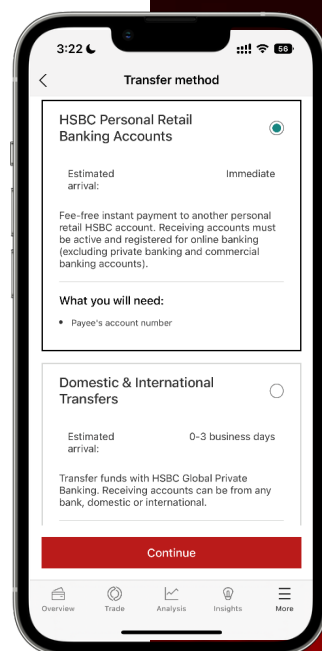 3:22
56
Transfer method
HSBC Personal Retail
Banking Accounts
Estimated
arrival:
Immediate
Fee-free instant payment to another personal
retail HSBC account. Receiving accounts must
be active and registered for online banking
(excluding private banking and commercial
banking accounts).
What you will need:
• Payee's account number
Domestic & International
Transfers
Estimated
arrival:
0-3 business days
Transfer funds with HSBC Global Private
Banking. Receiving accounts can be from any
bank, domestic or international.
Continue
Overview
Trade
Analysis
Insights
More